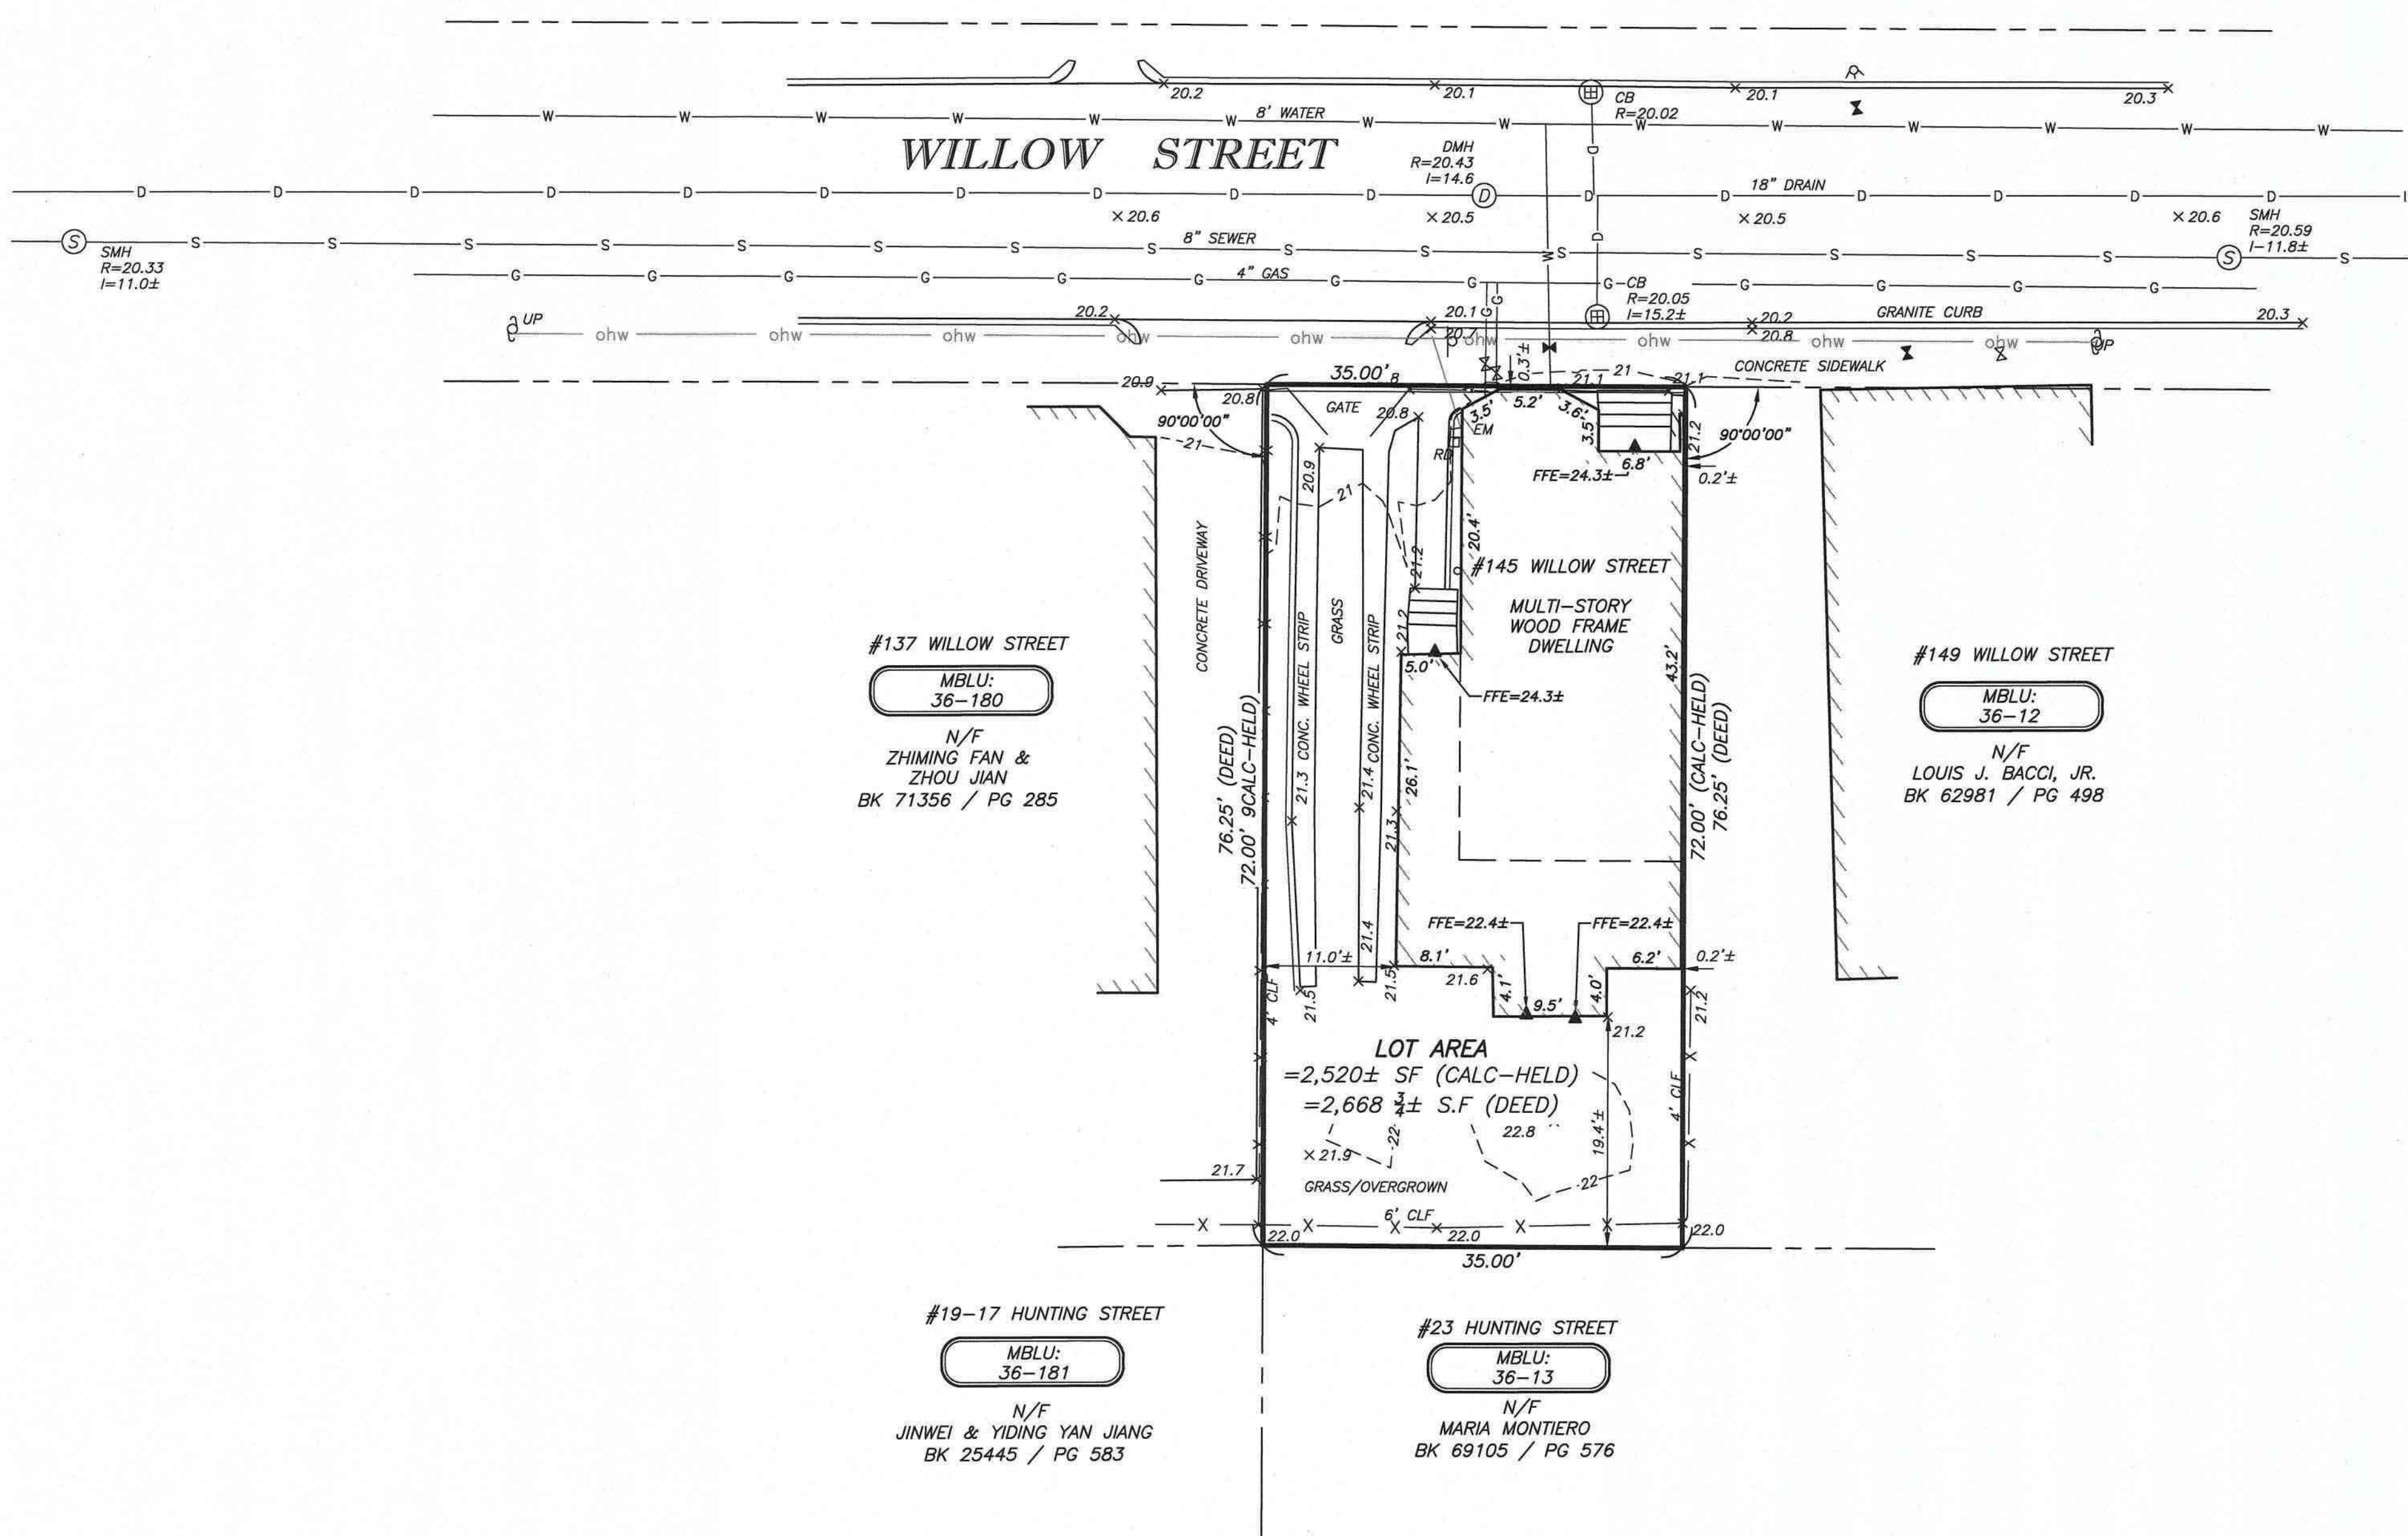 20.2
20.1
20.1
20.3
CB
R=20.02
W W W W W W 8' WATER W W W W W W W W
WILLOW STREET
DMH
R=20.43
I=14.6
D
D
D D D D D D D D D D D D 18" DRAIN D D D D
D
20.6
20.5
20.5
20.6
SMH
R=20.59
I-11.8±
S
S
SMH
R=20.33
I=11.0±
S S S S S S S S 8" SEWER S S S S S S S S
W
D
G G G G G G 4" GAS G G G G G G G
G
G
CB
R=20.05
I=15.2±
GRANITE CURB
UP
20.2
20.1
20.7
20.2
20.8
20.3
ohw ohw ohw ohw ohw ohw ohw ohw ohw
UP
CONCRETE SIDEWALK
20.9
20.8
35.00'
8
0.3'±
21
21.1
21.1
GATE
20.8
3.5'
5.2'
3.6'
EM
3.5'
RD
21.2
90°00'00"
90°00'00"
21
6.8'
FFE=24.3±
0.2'±
20.9
21
20.4'
CONCRETE DRIVEWAY
21.2
#145 WILLOW STREET
MULTI-STORY
WOOD FRAME
DWELLING
21.2
5.0'
FFE=24.3±
43.2'
#137 WILLOW STREET
MBLU:
36-180
N/F
ZHIMING FAN &
ZHOU JIAN
BK 71356 / PG 285
76.25' (DEED)
72.00' 9CALC-HELD)
21.3 CONC. WHEEL STRIP
GRASS
21.4 CONC. WHEEL STRIP
26.1'
21.3
21.4
72.00' (CALC-HELD)
76.25' (DEED)
#149 WILLOW STREET
MBLU:
36-12
N/F
LOUIS J. BACCI, JR.
BK 62981 / PG 498
FFE=22.4±
FFE=22.4±
11.0'±
8.1'
21.6
6.2'
0.2'±
4' CLF
21.5
21.5
4.1'
9.5'
4.0'
21.2
21.2
LOT AREA
=2,520± SF (CALC-HELD)
=2,668 3/4± S.F (DEED)
4' CLF
22
22.8
19.4'±
21.9
21.7
22
GRASS/OVERGROWN
6' CLF
X X X X X
22.0
22.0
22.0
35.00'
#19-17 HUNTING STREET
MBLU:
36-181
N/F
JINWEI & YIDING YAN JIANG
BK 25445 / PG 583
#23 HUNTING STREET
MBLU:
36-13
N/F
MARIA MONTIERO
BK 69105 / PG 576